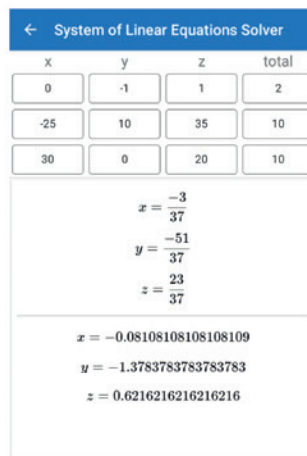 ← System of Linear Equations Solver
x y z total
0 -1 1 2
-25 10 35 10
30 0 20 10
x = -3/37
y = -51/37
z = 23/37
x = −0.08108108108108109
y = −1.3783783783783783
z = 0.6216216216216216